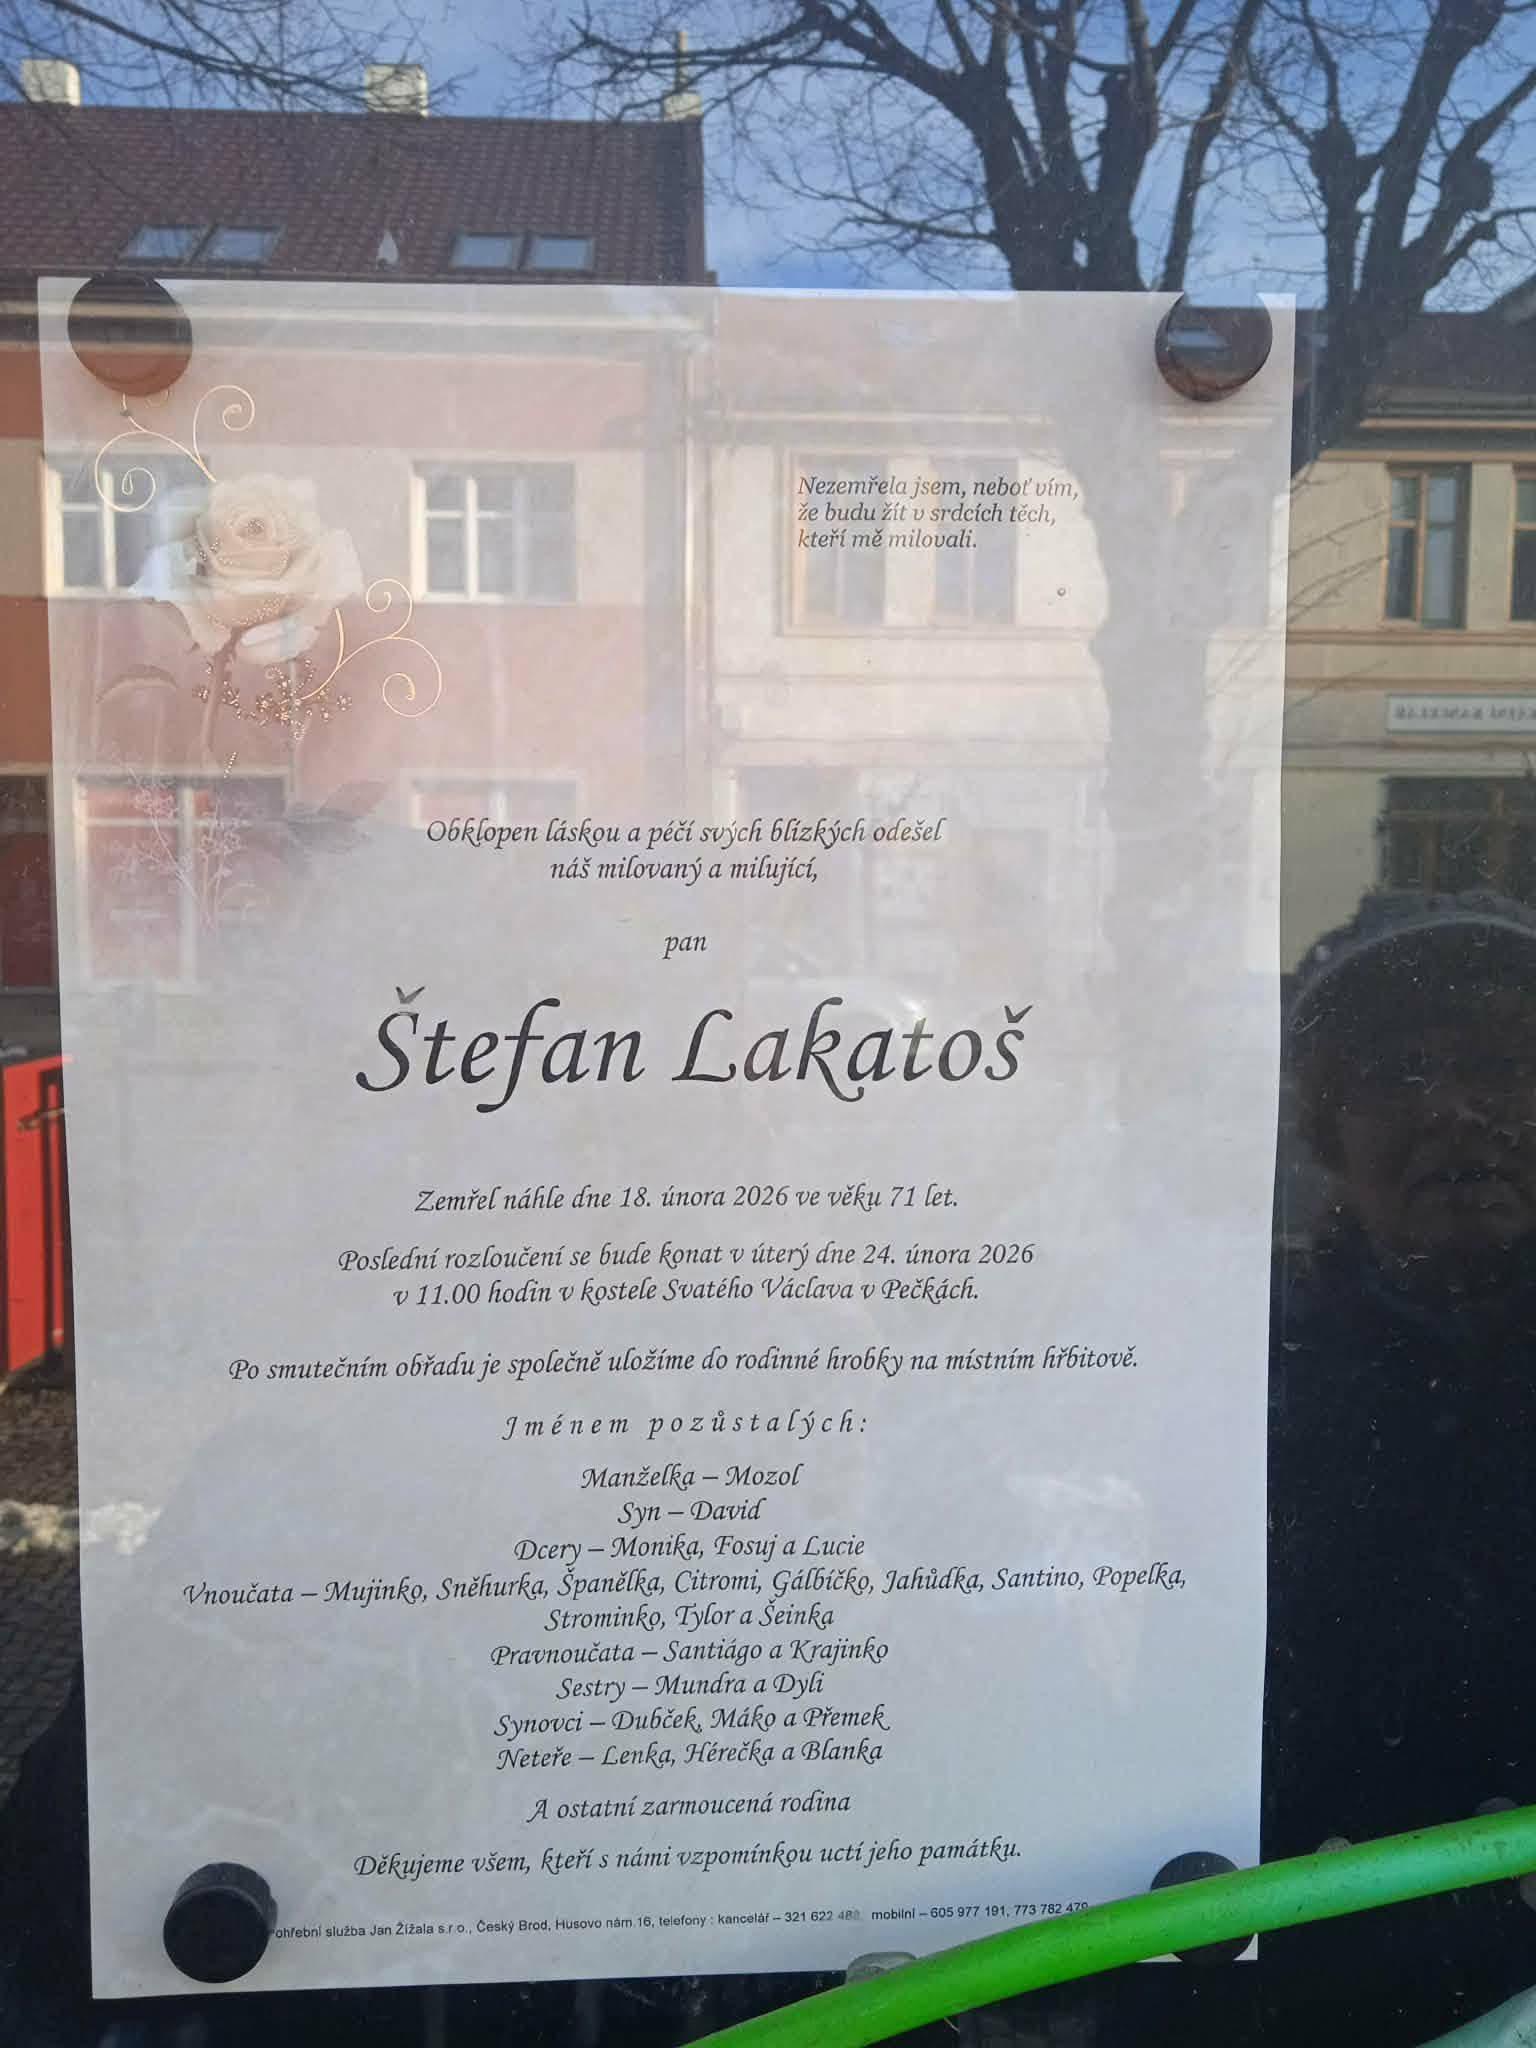 Nezemřela jsem, neboť vím,
že budu žít v srdcích těch,
kteří mě milovali.
Obklopen láskou a péčí svých blízkých odešel
náš milovaný a milující,
pan
Štefan Lakatoš
Zemřel náhle dne 18. února 2026 ve věku 71 let.
Poslední rozloučení se bude konat v úterý dne 24. února 2026
v 11.00 hodin v kostele Svatého Václava v Pečkách.
Po smutečním obřadu je společně uložíme do rodinné hrobky na místním hřbitově.
Jménem pozůstalých:
Manželka – Mozol
Syn – David
Dcery – Monika, Fosuj a Lucie
Vnoučata – Mujinko, Sněhurka, Španělka, Citromi, Gálbíčko, Jahůdka, Santino, Popelka,
Strominko, Tylor a Šeinka
Pravnoučata – Santiágo a Krajinko
Sestry – Mundra a Dyli
Synovci – Dubček, Máko a Přemek
Neteře – Lenka, Hérečka a Blanka
A ostatní zarmoucená rodina
Děkujeme všem, kteří s námi vzpomínkou uctí jeho památku.
ohřební služba Jan Žížala s.r.o., Český Brod, Husovo nám.16, telefony : kancelář – 321 622 488, mobilní – 605 977 191, 773 782 479